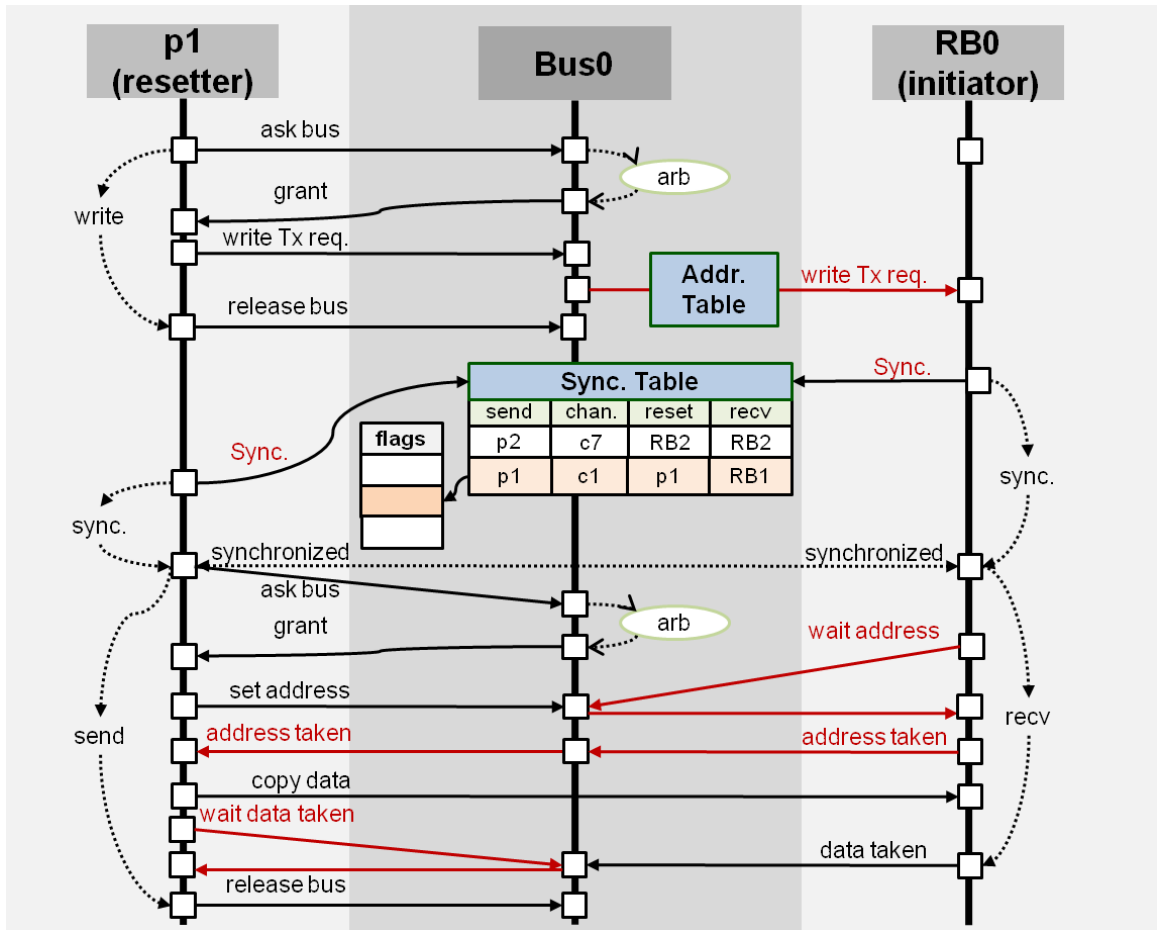 p1
(resetter)
Bus0
RB0
(initiator)
ask bus
arb
grant
write
write Tx req.
Addr.
Table
write Tx req.
release bus
Sync. Table
Sync.
send chan. reset recv
p2 c7 RB2 RB2
p1 c1 p1 RB1
flags
Sync.
sync.
sync.
synchronized
synchronized
ask bus
arb
grant
wait address
set address
recv
send
address taken
address taken
copy data
wait data taken
data taken
release bus